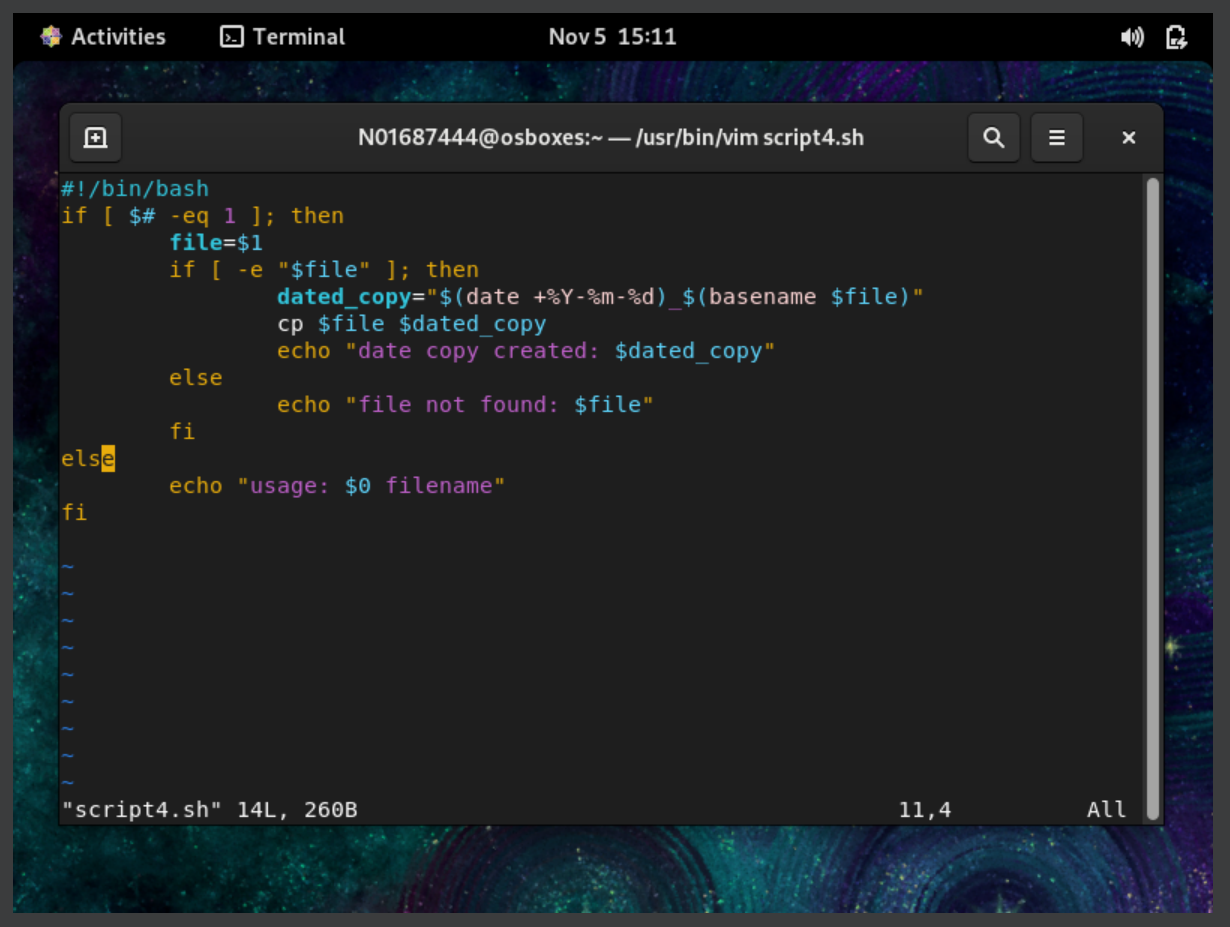 Activities Terminal Nov 5 15:11
N01687444@osboxes:~ — /usr/bin/vim script4.sh
#!/bin/bash
if [ $# -eq 1 ]; then
        file=$1
        if [ -e "$file" ]; then
                dated_copy="$(date +%Y-%m-%d)_$(basename $file)"
                cp $file $dated_copy
                echo "date copy created: $dated_copy"
        else
                echo "file not found: $file"
        fi
else
        echo "usage: $0 filename"
fi

~
~
~
~
~
~
~
~
~
"script4.sh" 14L, 260B 11,4 All